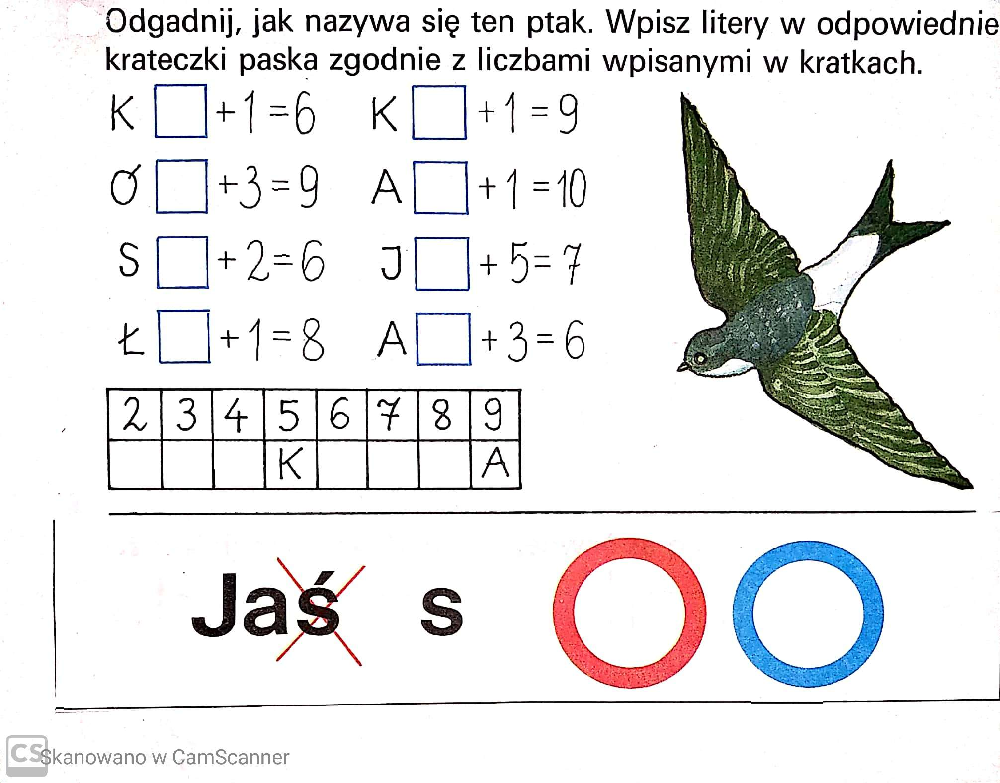 Odgadnij, jak nazywa się ten ptak. Wpisz litery w odpowiednie
krateczki paska zgodnie z liczbami wpisanymi w kratkach.
K □ +1=6 K □ +1=9
Ó □ +3=9 A □ +1=10
S □ +2=6 J □ +5=7
Ł □ +1=8 A □ +3=6
2 3 4 5 6 7 8 9
K A
Jaś s
CS Skanowano w CamScanner